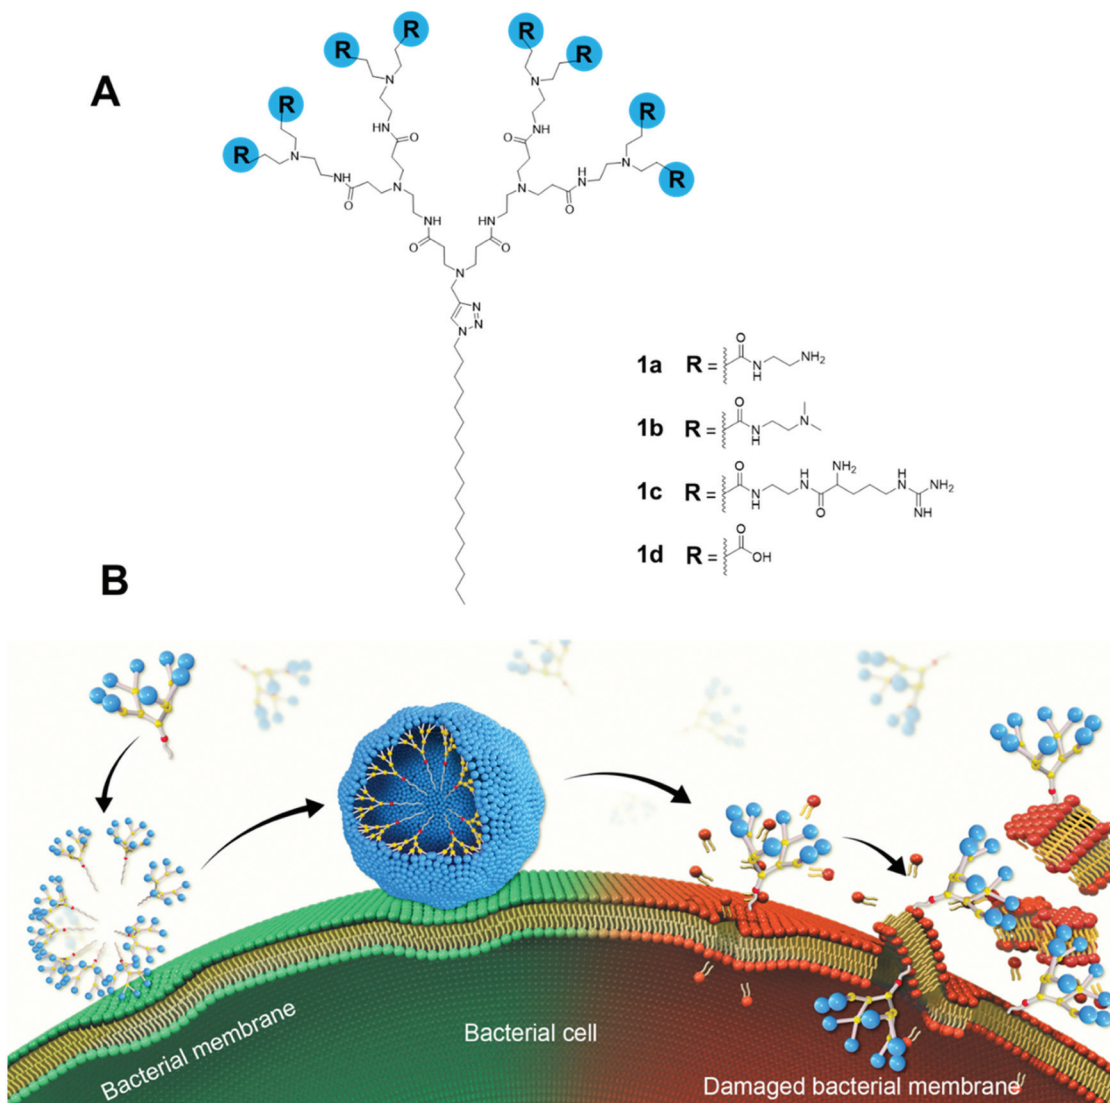 A
R R R R
R R R R
N N
N N
HN O O NH
NH O N N O H N
NH O O HN
N
N N N
1a R = O N H NH2
1b R = O N H N
1c R = O N H H N O NH2 H N NH2 NH
1d R = O OH
B
Bacterial membrane
Bacterial cell
Damaged bacterial membrane